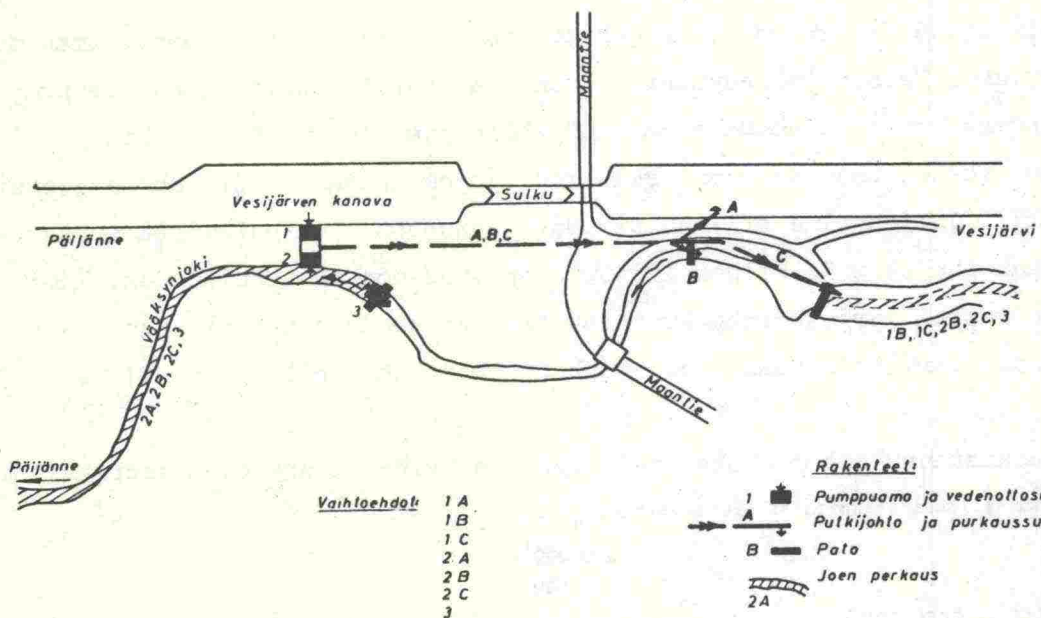 Maantie
Sulku
Vesijärven kanava
Päijänne
1
2
A,B,C
A
B
C
Vesijärvi
3
Vääksynjoki
2A, 2B, 2C, 3
1B, 1C, 2B, 2C, 3
Maantie
Päijänne
Vaihtoehdot:
1 A
1 B
1 C
2 A
2 B
2 C
3
Rakenteet:
1 Pumppuamo ja vedenottosu
A Putkijohto ja purkaussu
B Pato
Joen perkaus
2A